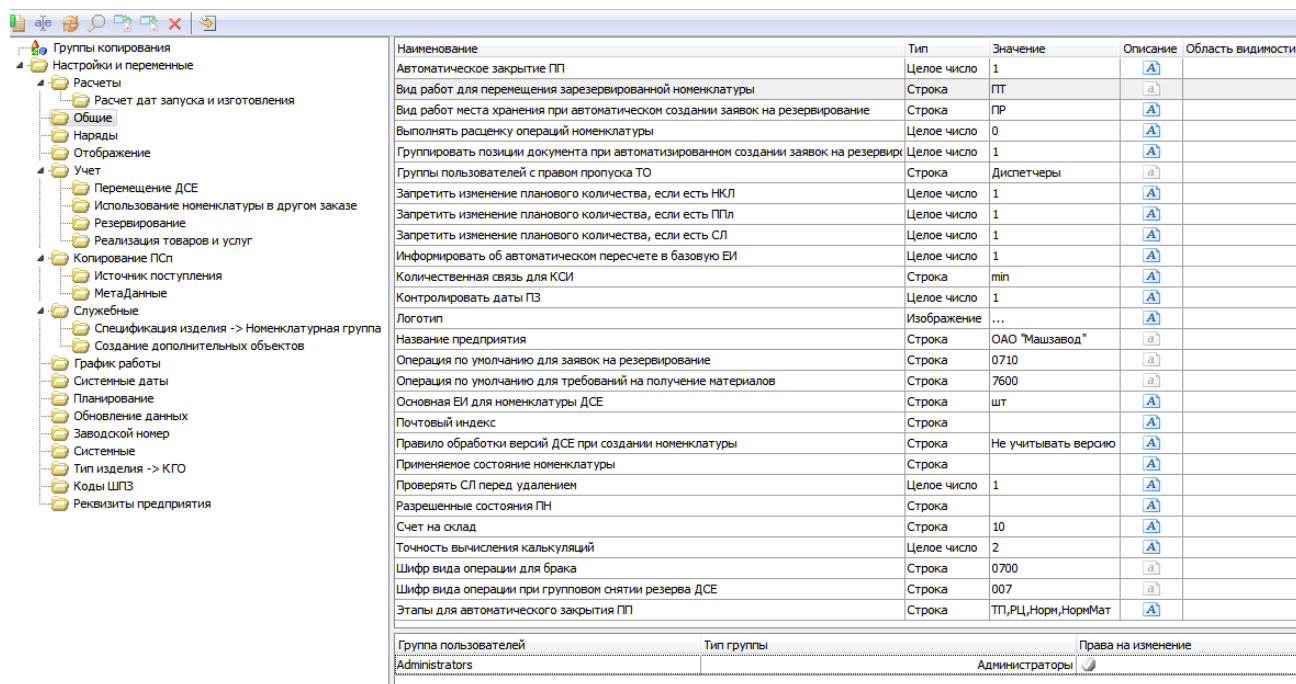 Группы копирования
Настройки и переменные
Расчеты
Расчет дат запуска и изготовления
Общие
Наряды
Отображение
Учет
Перемещение ДСЕ
Использование номенклатуры в другом заказе
Резервирование
Реализация товаров и услуг
Копирование ПСп
Источник поступления
МетаДанные
Служебные
Спецификация изделия -> Номенклатурная группа
Создание дополнительных объектов
График работы
Системные даты
Планирование
Обновление данных
Заводской номер
Системные
Тип изделия -> КГО
Коды ШПЗ
Реквизиты предприятия
Наименование Тип Значение Описание Область видимости
Автоматическое закрытие ПП Целое число 1
Вид работ для перемещения зарезервированной номенклатуры Строка ПТ
Вид работ места хранения при автоматическом создании заявок на резервирование Строка ПР
Выполнять расценку операций номенклатуры Целое число 0
Группировать позиции документа при автоматизированном создании заявок на резервиро Целое число 1
Группы пользователей с правом пропуска ТО Строка Диспетчеры
Запретить изменение планового количества, если есть НКЛ Целое число 1
Запретить изменение планового количества, если есть ППл Целое число 1
Запретить изменение планового количества, если есть СЛ Целое число 1
Информировать об автоматическом пересчете в базовую ЕИ Целое число 1
Количественная связь для КСИ Строка min
Контролировать даты ПЗ Целое число 1
Логотип Изображение ...
Название предприятия Строка ОАО "Машзавод"
Операция по умолчанию для заявок на резервирование Строка 0710
Операция по умолчанию для требований на получение материалов Строка 7600
Основная ЕИ для номенклатуры ДСЕ Строка шт
Почтовый индекс Строка
Правило обработки версий ДСЕ при создании номенклатуры Строка Не учитывать версию
Применяемое состояние номенклатуры Строка
Проверять СЛ перед удалением Целое число 1
Разрешенные состояния ПН Строка
Счет на склад Строка 10
Точность вычисления калькуляций Целое число 2
Шифр вида операции для брака Строка 0700
Шифр вида операции при групповом снятии резерва ДСЕ Строка 007
Этапы для автоматического закрытия ПП Строка ТП,РЦ,Норм,НормМат
Группа пользователей Тип группы Права на изменение
Administrators Администраторы